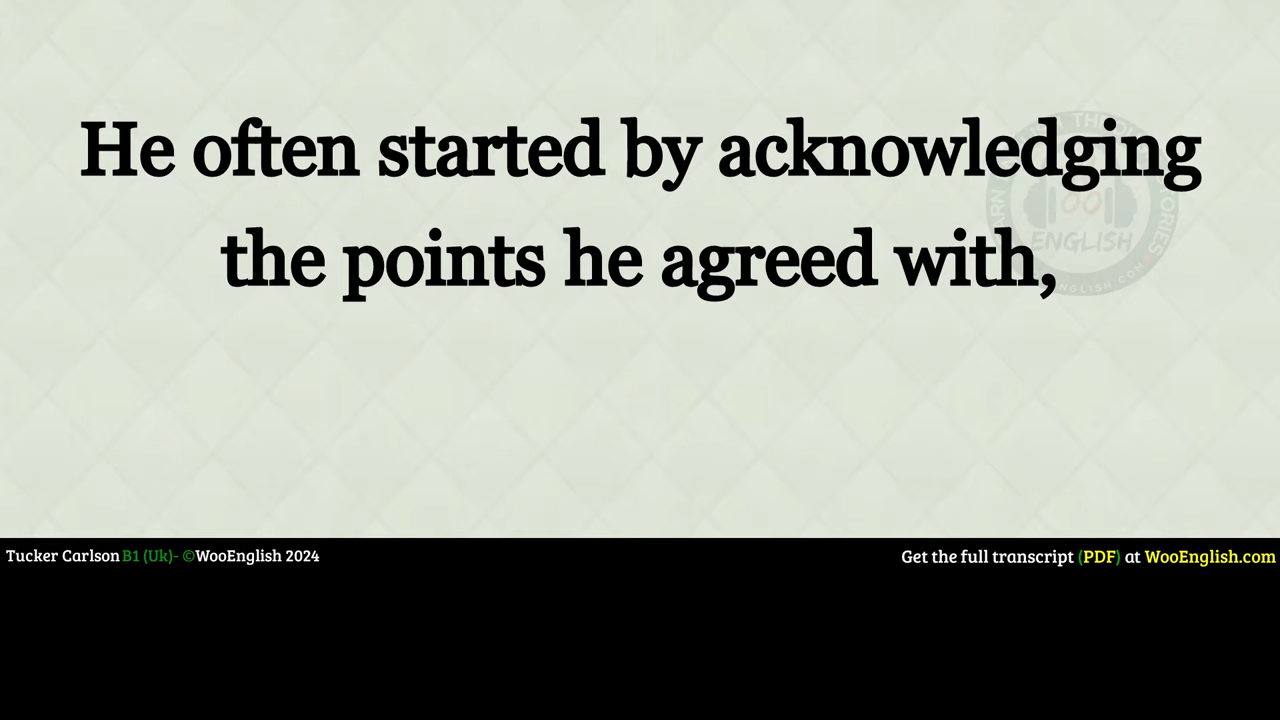 He often started by acknowledging
the points he agreed with,
ENGLISH
Tucker Carlson B1 (Uk)- ©WooEnglish 2024
Get the full transcript (PDF) at WooEnglish.com